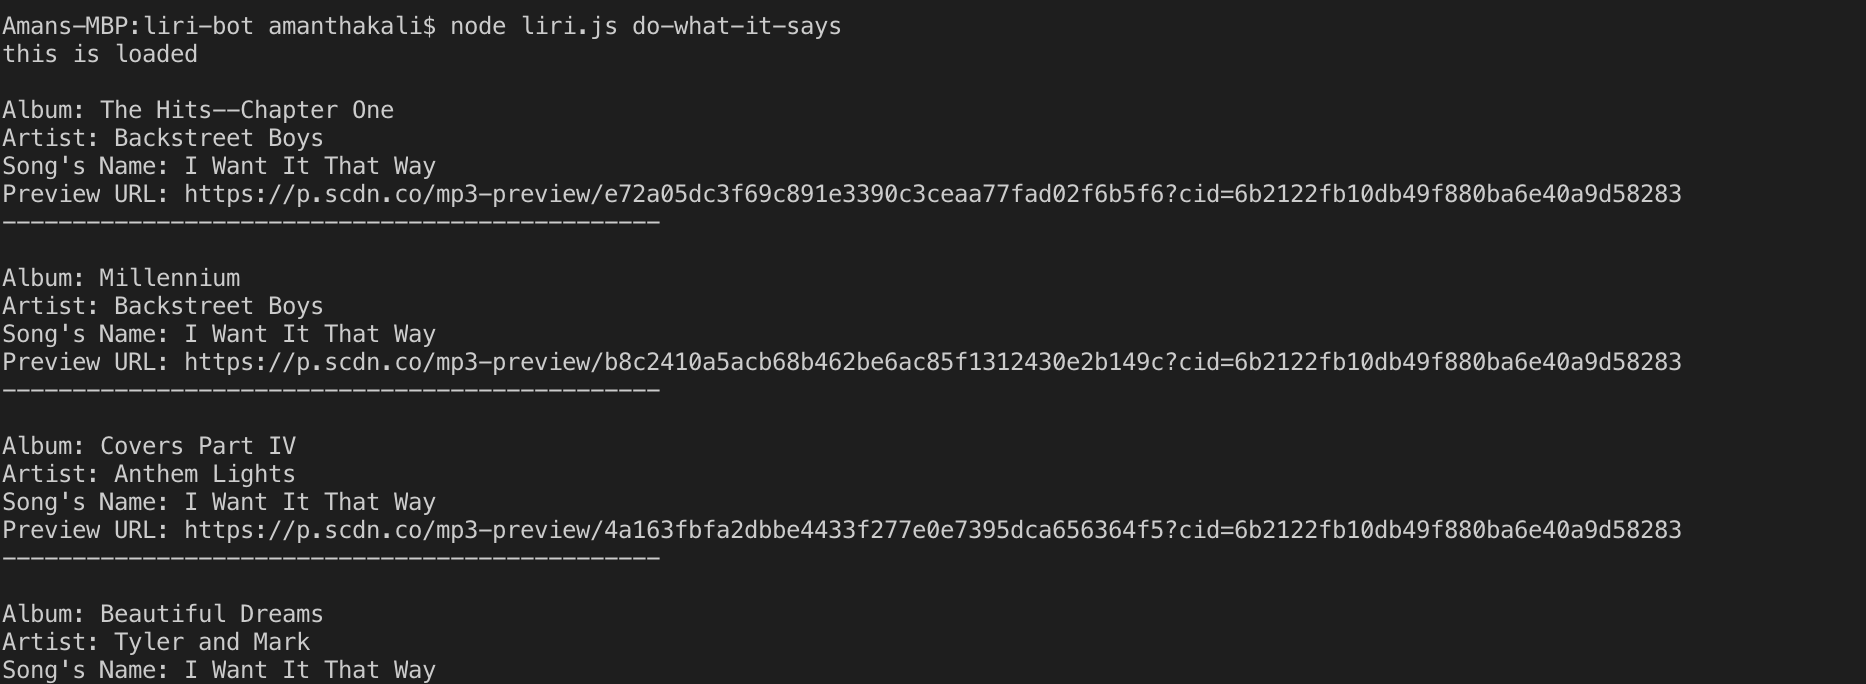 Amans-MBP:liri-bot amanthakali$ node liri.js do-what-it-says
this is loaded
Album: The Hits--Chapter One
Artist: Backstreet Boys
Song's Name: I Want It That Way
Preview URL: https://p.scdn.co/mp3-preview/e72a05dc3f69c891e3390c3ceaa77fad02f6b5f6?cid=6b2122fb10db49f880ba6e40a9d58283
-----------------------------------------------
Album: Millennium
Artist: Backstreet Boys
Song's Name: I Want It That Way
Preview URL: https://p.scdn.co/mp3-preview/b8c2410a5acb68b462be6ac85f1312430e2b149c?cid=6b2122fb10db49f880ba6e40a9d58283
-----------------------------------------------
Album: Covers Part IV
Artist: Anthem Lights
Song's Name: I Want It That Way
Preview URL: https://p.scdn.co/mp3-preview/4a163fbfa2dbbe4433f277e0e7395dca656364f5?cid=6b2122fb10db49f880ba6e40a9d58283
-----------------------------------------------
Album: Beautiful Dreams
Artist: Tyler and Mark
Song's Name: I Want It That Way